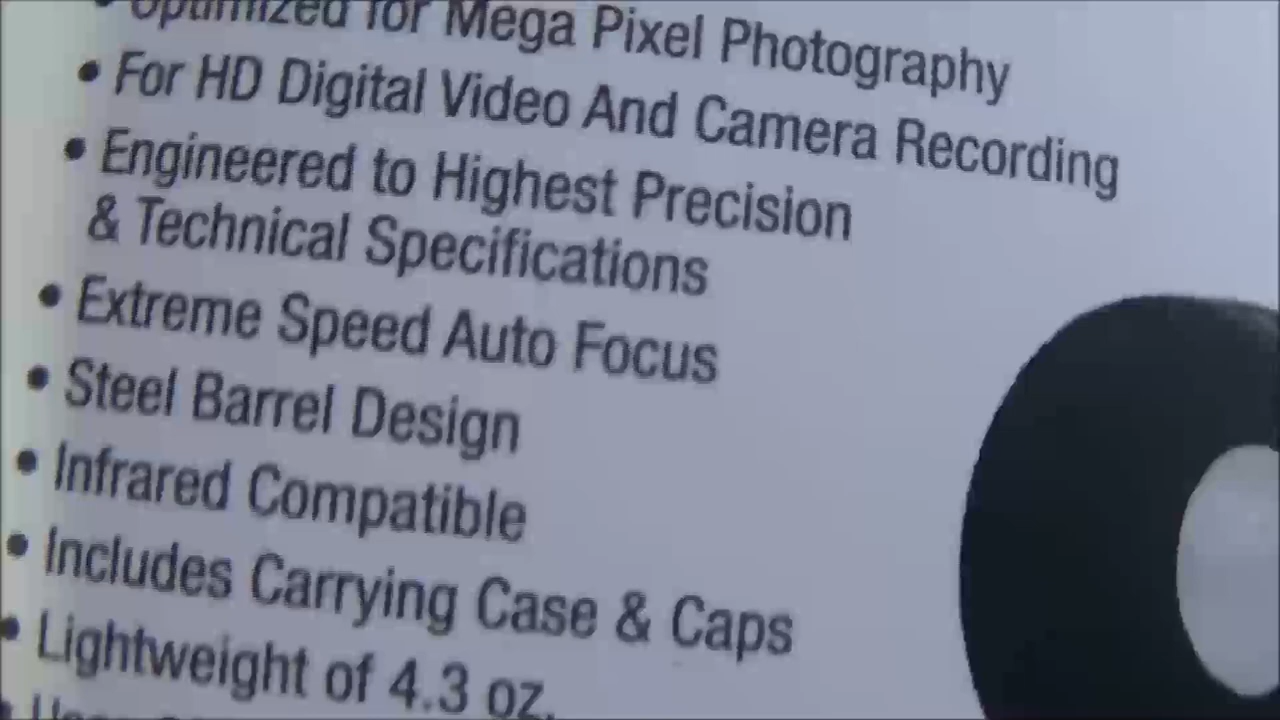 • Optimized for Mega Pixel Photography
• For HD Digital Video And Camera Recording
• Engineered to Highest Precision
& Technical Specifications
• Extreme Speed Auto Focus
• Steel Barrel Design
• Infrared Compatible
• Includes Carrying Case & Caps
• Lightweight of 4.3 oz.